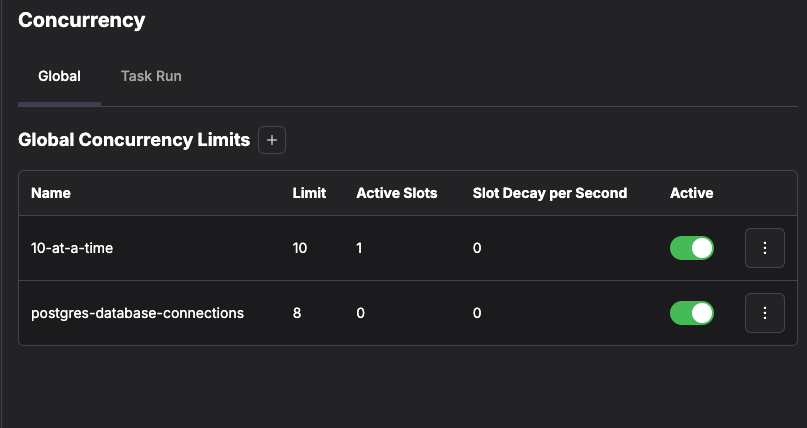 Concurrency
Global Task Run
Global Concurrency Limits +
Name Limit Active Slots Slot Decay per Second Active
10-at-a-time 10 1 0
postgres-database-connections 8 0 0